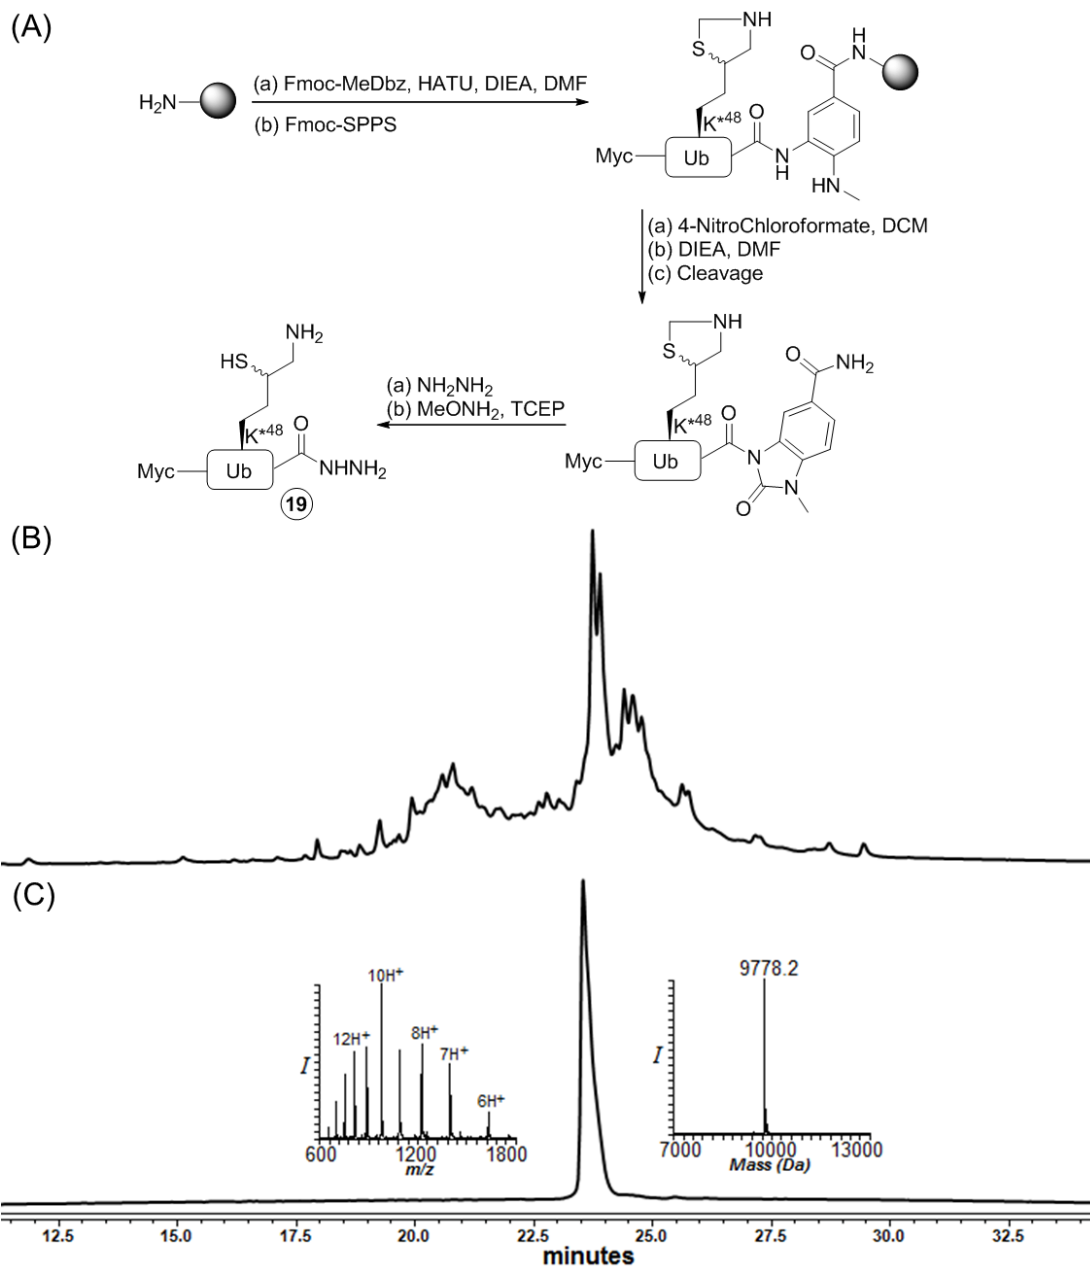 (A)
H₂N
(a) Fmoc-MeDbz, HATU, DIEA, DMF
(b) Fmoc-SPPS
NH
S
K*48
Myc
Ub
O
N
H
O
H
N
HN
(a) 4-NitroChloroformate, DCM
(b) DIEA, DMF
(c) Cleavage
NH
S
K*48
Myc
Ub
O
N
O
N
O
NH₂
(a) NH₂NH₂
(b) MeONH₂, TCEP
NH₂
HS
K*48
O
Myc
Ub
NHNH₂
19
(B)
(C)
10H⁺
12H⁺
8H⁺
7H⁺
6H⁺
I
600 1200 1800
m/z
9778.2
I
7000 10000 13000
Mass (Da)
12.5 15.0 17.5 20.0 22.5 25.0 27.5 30.0 32.5
minutes